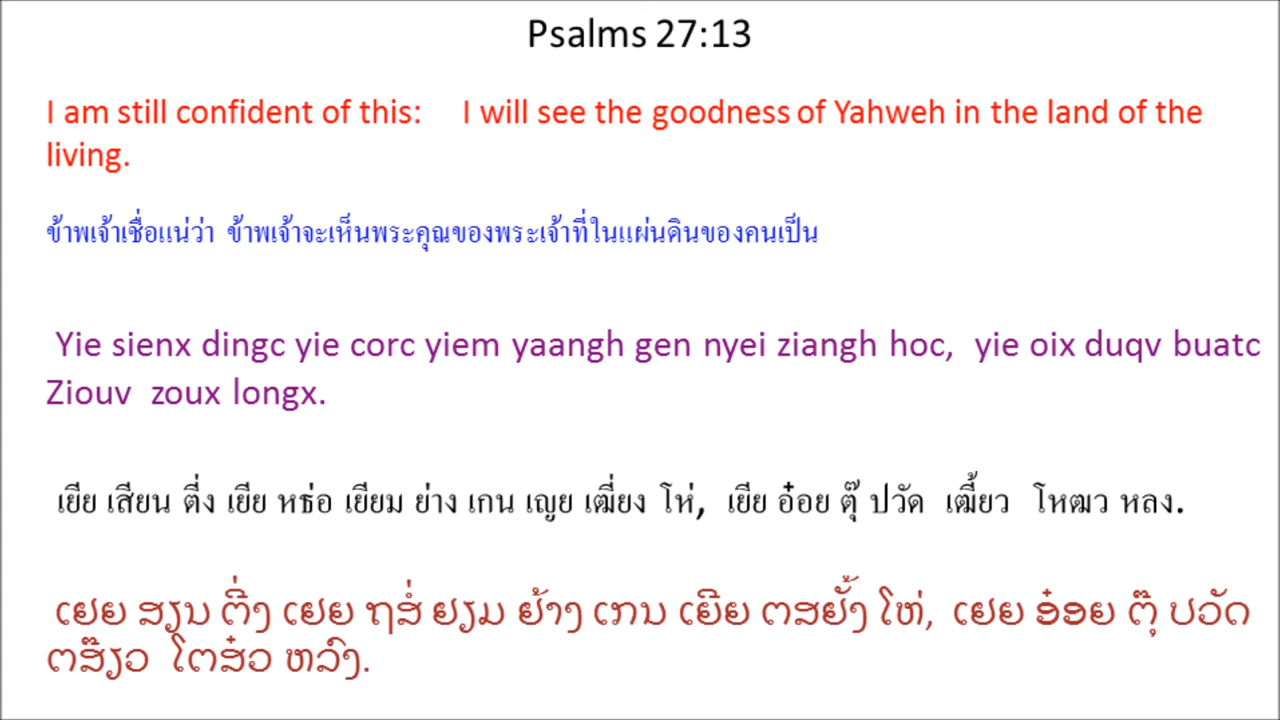 Psalms 27:13
I am still confident of this: I will see the goodness of Yahweh in the land of the
living.
ข้าพเจ้าเชื่อแน่ว่า ข้าพเจ้าจะเห็นพระคุณของพระเจ้าที่ในแผ่นดินของคนเป็น
Yie sienx dingc yie corc yiem yaangh gen nyei ziangh hoc, yie oix duqv buatc
Ziouv zoux longx.
เยีย เสียน ตี่ง เยีย หธ่อ เยียม ย่าง เกน เญย เฒี่ยง โห่, เยีย อ๋อย ตุ๊ ปวัด เฒี้ยว โหฒว หลง.
ເຢຍ ສຽນ ຕີ່ງ ເຢຍ ຖສໍ່ ຢຽມ ຢ້າງ ເກນ ເຍີຍ ຕສຍັ້ງ ໂຫ່, ເຢຍ ອ໋ອຍ ຕຸ໊ ປວັດ
ຕສ໊ຽວ ໂຕສ໋ວ ຫລົງ.